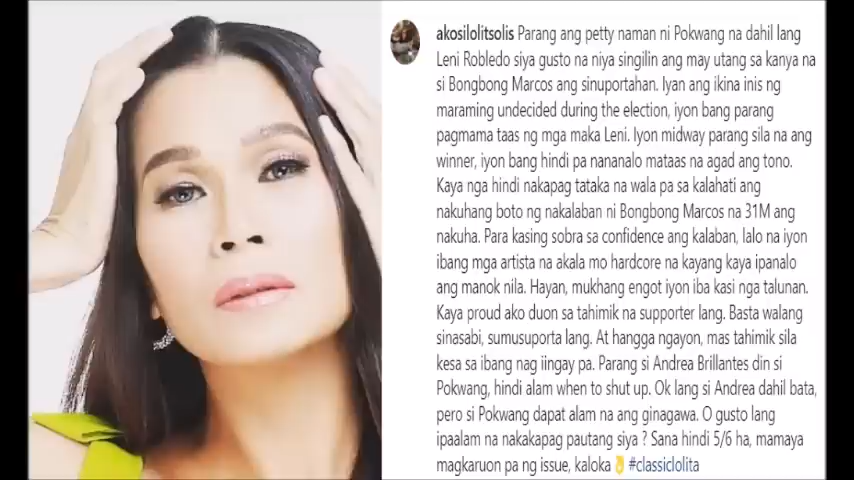 akosilolitsolis Parang ang petty naman ni Pokwang na dahil lang
Leni Robledo siya gusto na niya singilin ang may utang sa kanya na
si Bongbong Marcos ang sinuportahan. Iyan ang ikina inis ng
maraming undecided during the election, iyon bang parang
pagmama taas ng mga maka Leni. Iyon midway parang sila na ang
winner, iyon bang hindi pa nananalo mataas na agad ang tono.
Kaya nga hindi nakapag tataka na wala pa sa kalahati ang
nakuhang boto ng nakalaban ni Bongbong Marcos na 31M ang
nakuha. Para kasing sobra sa confidence ang kalaban, lalo na iyon
ibang mga artista na akala mo hardcore na kayang kaya ipanalo
ang manok nila. Hayan, mukhang engot iyon iba kasi nga talunan.
Kaya proud ako duon sa tahimik na supporter lang. Basta walang
sinasabi, sumusuporta lang. At hangga ngayon, mas tahimik sila
kesa sa ibang nag iingay pa. Parang si Andrea Brillantes din si
Pokwang, hindi alam when to shut up. Ok lang si Andrea dahil bata,
pero si Pokwang dapat alam na ang ginagawa. O gusto lang
ipaalam na nakakapag pautang siya ? Sana hindi 5/6 ha, mamaya
magkaruon pa ng issue, kaloka 👌 #classiclolita